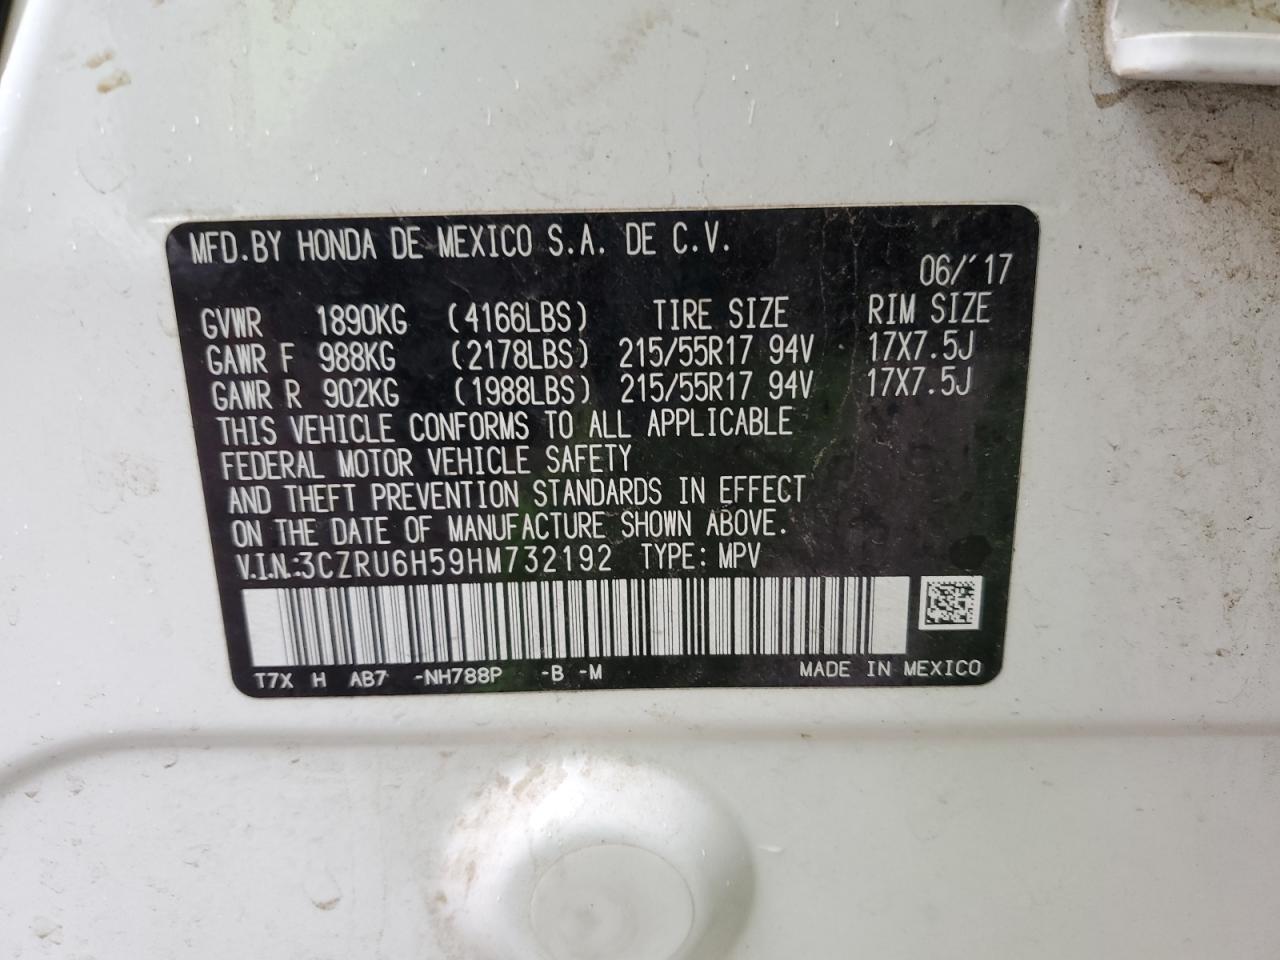 MFD.BY HONDA DE MEXICO S.A. DE C.V.
06/'17
GVWR 1890KG (4166LBS) TIRE SIZE RIM SIZE
GAWR F 988KG (2178LBS) 215/55R17 94V 17X7.5J
GAWR R 902KG (1988LBS) 215/55R17 94V 17X7.5J
THIS VEHICLE CONFORMS TO ALL APPLICABLE
FEDERAL MOTOR VEHICLE SAFETY
AND THEFT PREVENTION STANDARDS IN EFFECT
ON THE DATE OF MANUFACTURE SHOWN ABOVE.
V.I.N.:3CZRU6H59HM732192 TYPE: MPV
T7X H AB7 -NH788P -B -M MADE IN MEXICO